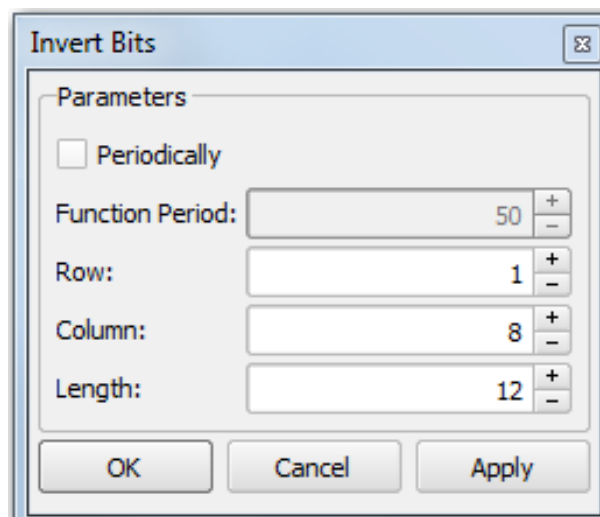 Invert Bits
Parameters
Periodically
Function Period: 50 + -
Row: 1 + -
Column: 8 + -
Length: 12 + -
OK Cancel Apply